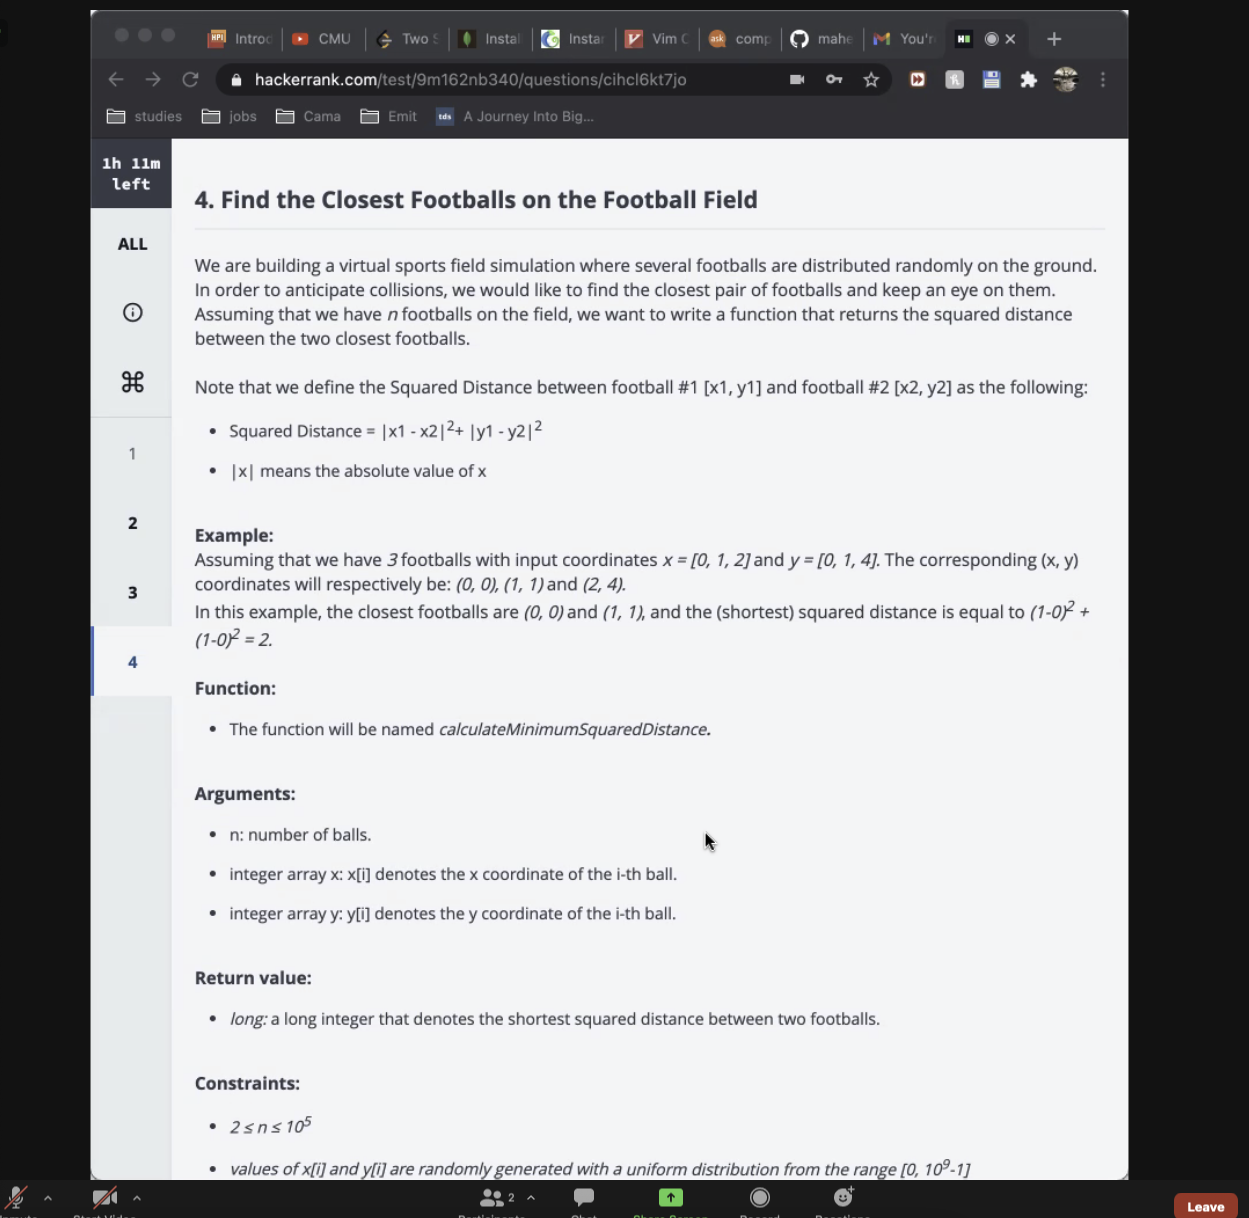 Introd CMU Two S Instal Instan Vim C comp mahe You'r
hackerrank.com/test/9m162nb340/questions/cihcl6kt7jo
studies jobs Cama Emit tds A Journey Into Big...
1h 11m
left
ALL
1
2
3
4
4. Find the Closest Footballs on the Football Field
We are building a virtual sports field simulation where several footballs are distributed randomly on the ground.
In order to anticipate collisions, we would like to find the closest pair of footballs and keep an eye on them.
Assuming that we have n footballs on the field, we want to write a function that returns the squared distance
between the two closest footballs.
Note that we define the Squared Distance between football #1 [x1, y1] and football #2 [x2, y2] as the following:
• Squared Distance = |x1 - x2|²+ |y1 - y2|²
• |x| means the absolute value of x
Example:
Assuming that we have 3 footballs with input coordinates x = [0, 1, 2] and y = [0, 1, 4]. The corresponding (x, y)
coordinates will respectively be: (0, 0), (1, 1) and (2, 4).
In this example, the closest footballs are (0, 0) and (1, 1), and the (shortest) squared distance is equal to (1-0)² +
(1-0)² = 2.
Function:
• The function will be named calculateMinimumSquaredDistance.
Arguments:
• n: number of balls.
• integer array x: x[i] denotes the x coordinate of the i-th ball.
• integer array y: y[i] denotes the y coordinate of the i-th ball.
Return value:
• long: a long integer that denotes the shortest squared distance between two footballs.
Constraints:
• 2 ≤ n ≤ 10⁵
• values of x[i] and y[i] are randomly generated with a uniform distribution from the range [0, 10⁹-1]
2
Leave